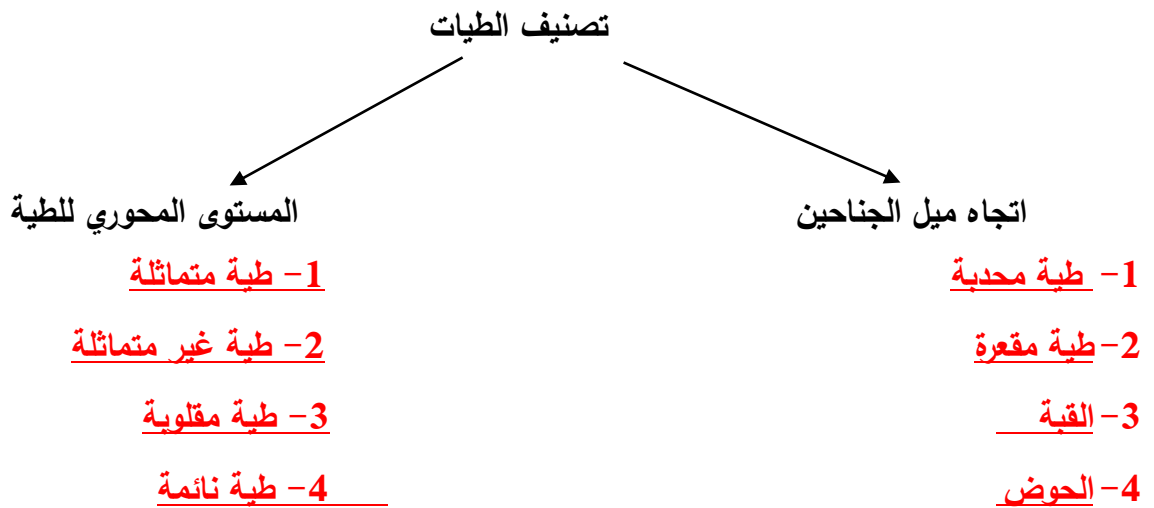 تصنيف الطيات
اتجاه ميل الجناحين
1- طية محدبة
2- طية مقعرة
3- القبة
4- الحوض
المستوى المحوري للطية
1- طية متماثلة
2- طية غير متماثلة
3- طية مقلوبة
4- طية نائمة